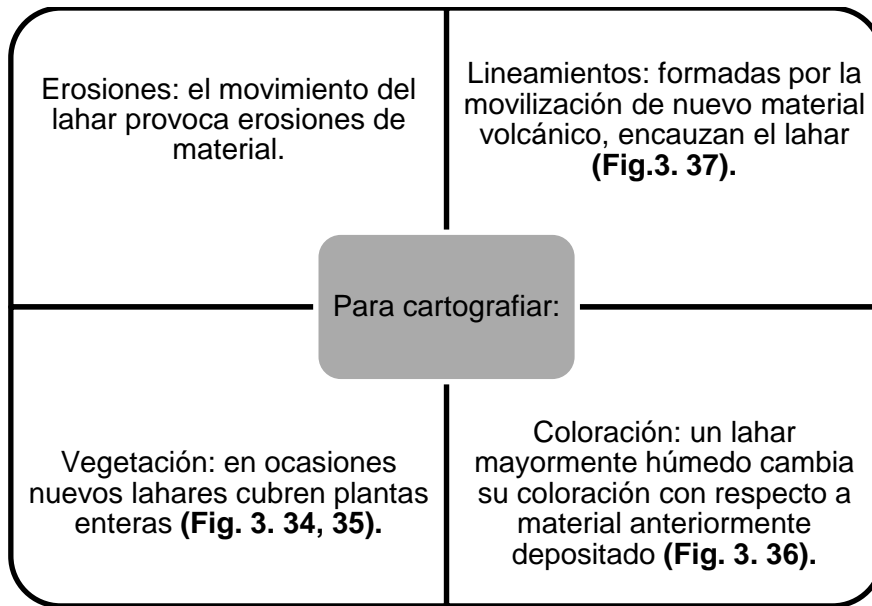 Erosiones: el movimiento del
lahar provoca erosiones de
material.
Lineamientos: formadas por la
movilización de nuevo material
volcánico, encauzan el lahar
(Fig.3. 37).
Para cartografiar:
Vegetación: en ocasiones
nuevos lahares cubren plantas
enteras (Fig. 3. 34, 35).
Coloración: un lahar
mayormente húmedo cambia
su coloración con respecto a
material anteriormente
depositado (Fig. 3. 36).